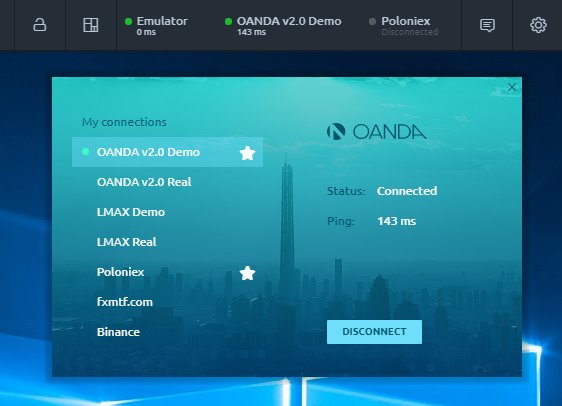 Emulator
0 ms
OANDA v2.0 Demo
143 ms
Poloniex
Disconnected
My connections
OANDA v2.0 Demo
OANDA v2.0 Real
LMAX Demo
LMAX Real
Poloniex
fxmtf.com
Binance
OANDA
Status: Connected
Ping: 143 ms
DISCONNECT